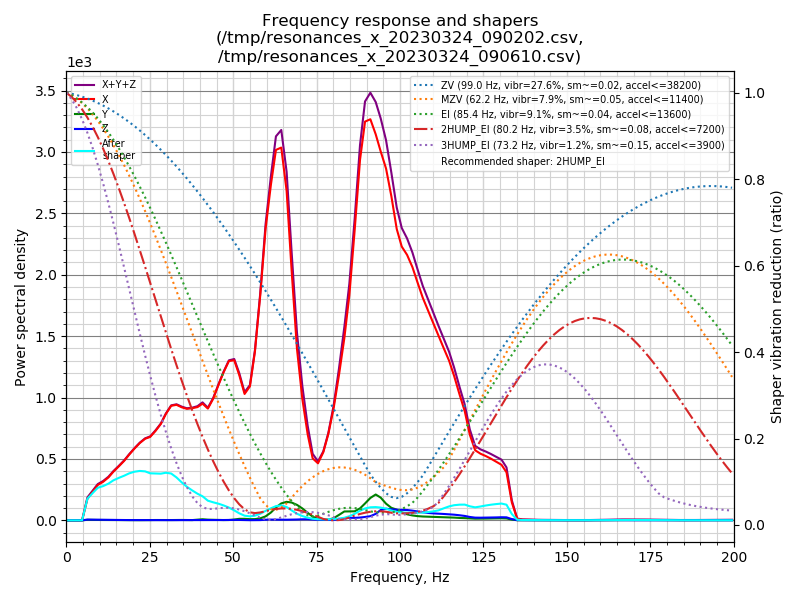 Frequency response and shapers
(/tmp/resonances_x_20230324_090202.csv,
/tmp/resonances_x_20230324_090610.csv)
1e3
X+Y+Z
X
Y
Z
After
shaper
ZV (99.0 Hz, vibr=27.6%, sm~=0.02, accel<=38200)
MZV (62.2 Hz, vibr=7.9%, sm~=0.05, accel<=11400)
EI (85.4 Hz, vibr=9.1%, sm~=0.04, accel<=13600)
2HUMP_EI (80.2 Hz, vibr=3.5%, sm~=0.08, accel<=7200)
3HUMP_EI (73.2 Hz, vibr=1.2%, sm~=0.15, accel<=3900)
Recommended shaper: 2HUMP_EI
Power spectral density
3.5
3.0
2.5
2.0
1.5
1.0
0.5
0.0
1.0
0.8
0.6
0.4
0.2
0.0
Shaper vibration reduction (ratio)
0 25 50 75 100 125 150 175 200
Frequency, Hz